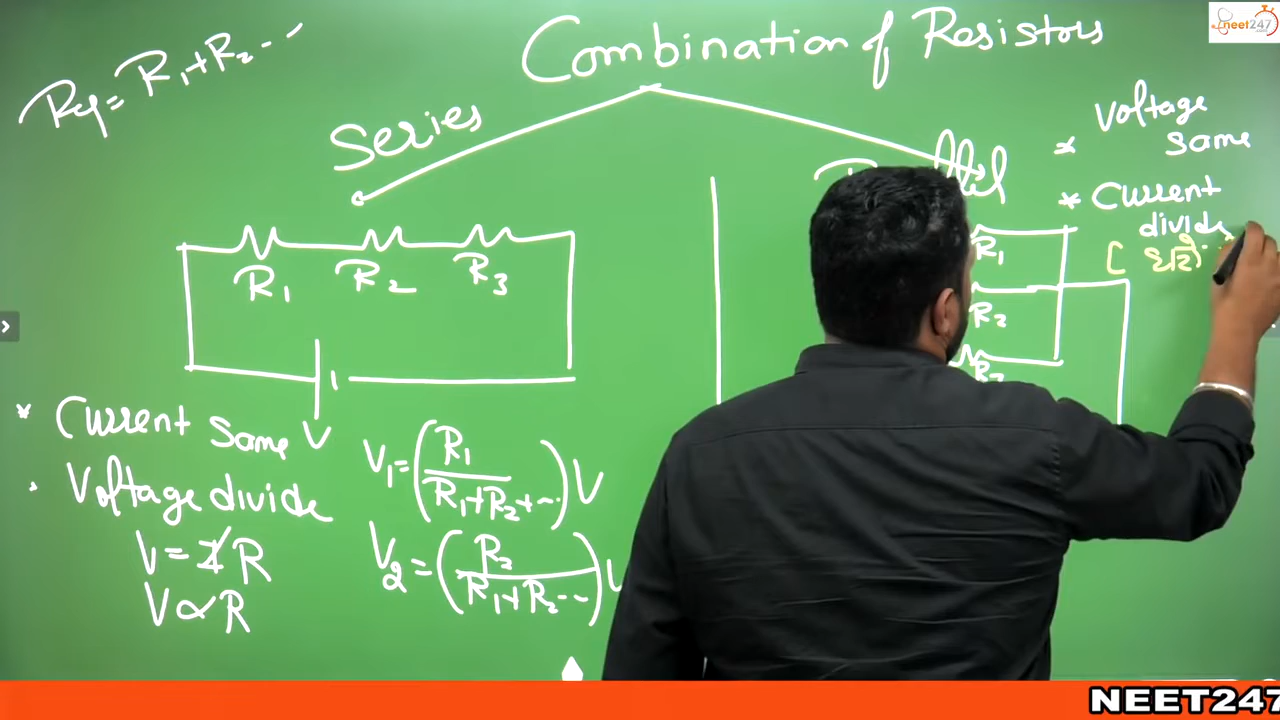 neet247
Combination of Resistors
Req = R1+R2--
Series
Voltage
* same
* Current
divide
R1 R2 R3
R1
R2
V
* Current Same
. Voltage divide
V = IR
V ∝ R
V1 = (R1 / R1+R2+--) V
V2 = (R2 / R1+R2--) V
NEET247